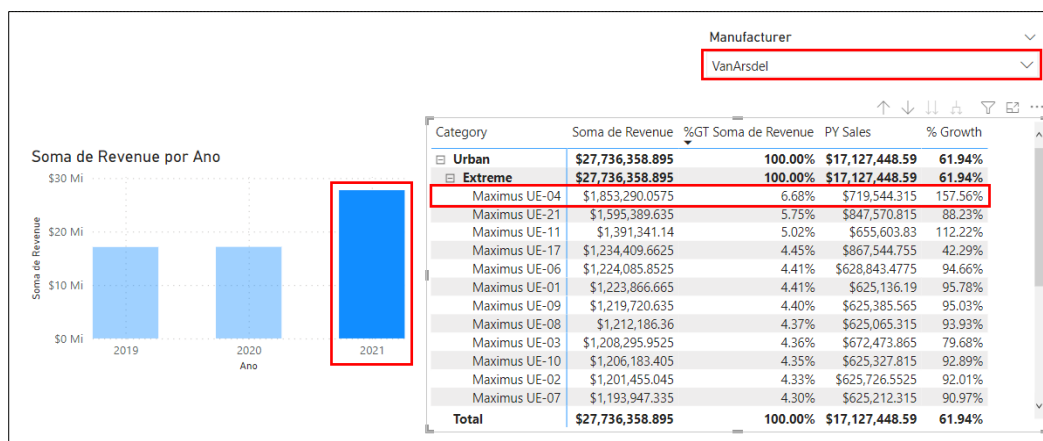 Manufacturer
VanArsdel
Soma de Revenue por Ano
$30 Mi
$20 Mi
$10 Mi
$0 Mi
Soma de Revenue
2019 2020 2021
Ano
Category Soma de Revenue %GT Soma de Revenue PY Sales % Growth
Urban $27,736,358.895 100.00% $17,127,448.59 61.94%
Extreme $27,736,358.895 100.00% $17,127,448.59 61.94%
Maximus UE-04 $1,853,290.0575 6.68% $719,544.315 157.56%
Maximus UE-21 $1,595,389.635 5.75% $847,570.815 88.23%
Maximus UE-11 $1,391,341.14 5.02% $655,603.83 112.22%
Maximus UE-17 $1,234,409.6625 4.45% $867,544.755 42.29%
Maximus UE-06 $1,224,085.8525 4.41% $628,843.4775 94.66%
Maximus UE-01 $1,223,866.665 4.41% $625,136.19 95.78%
Maximus UE-09 $1,219,720.635 4.40% $625,385.565 95.03%
Maximus UE-08 $1,212,186.36 4.37% $625,065.315 93.93%
Maximus UE-03 $1,208,295.9525 4.36% $672,473.865 79.68%
Maximus UE-10 $1,206,183.405 4.35% $625,327.815 92.89%
Maximus UE-02 $1,201,455.045 4.33% $625,726.5525 92.01%
Maximus UE-07 $1,193,947.335 4.30% $625,212.315 90.97%
Total $27,736,358.895 100.00% $17,127,448.59 61.94%